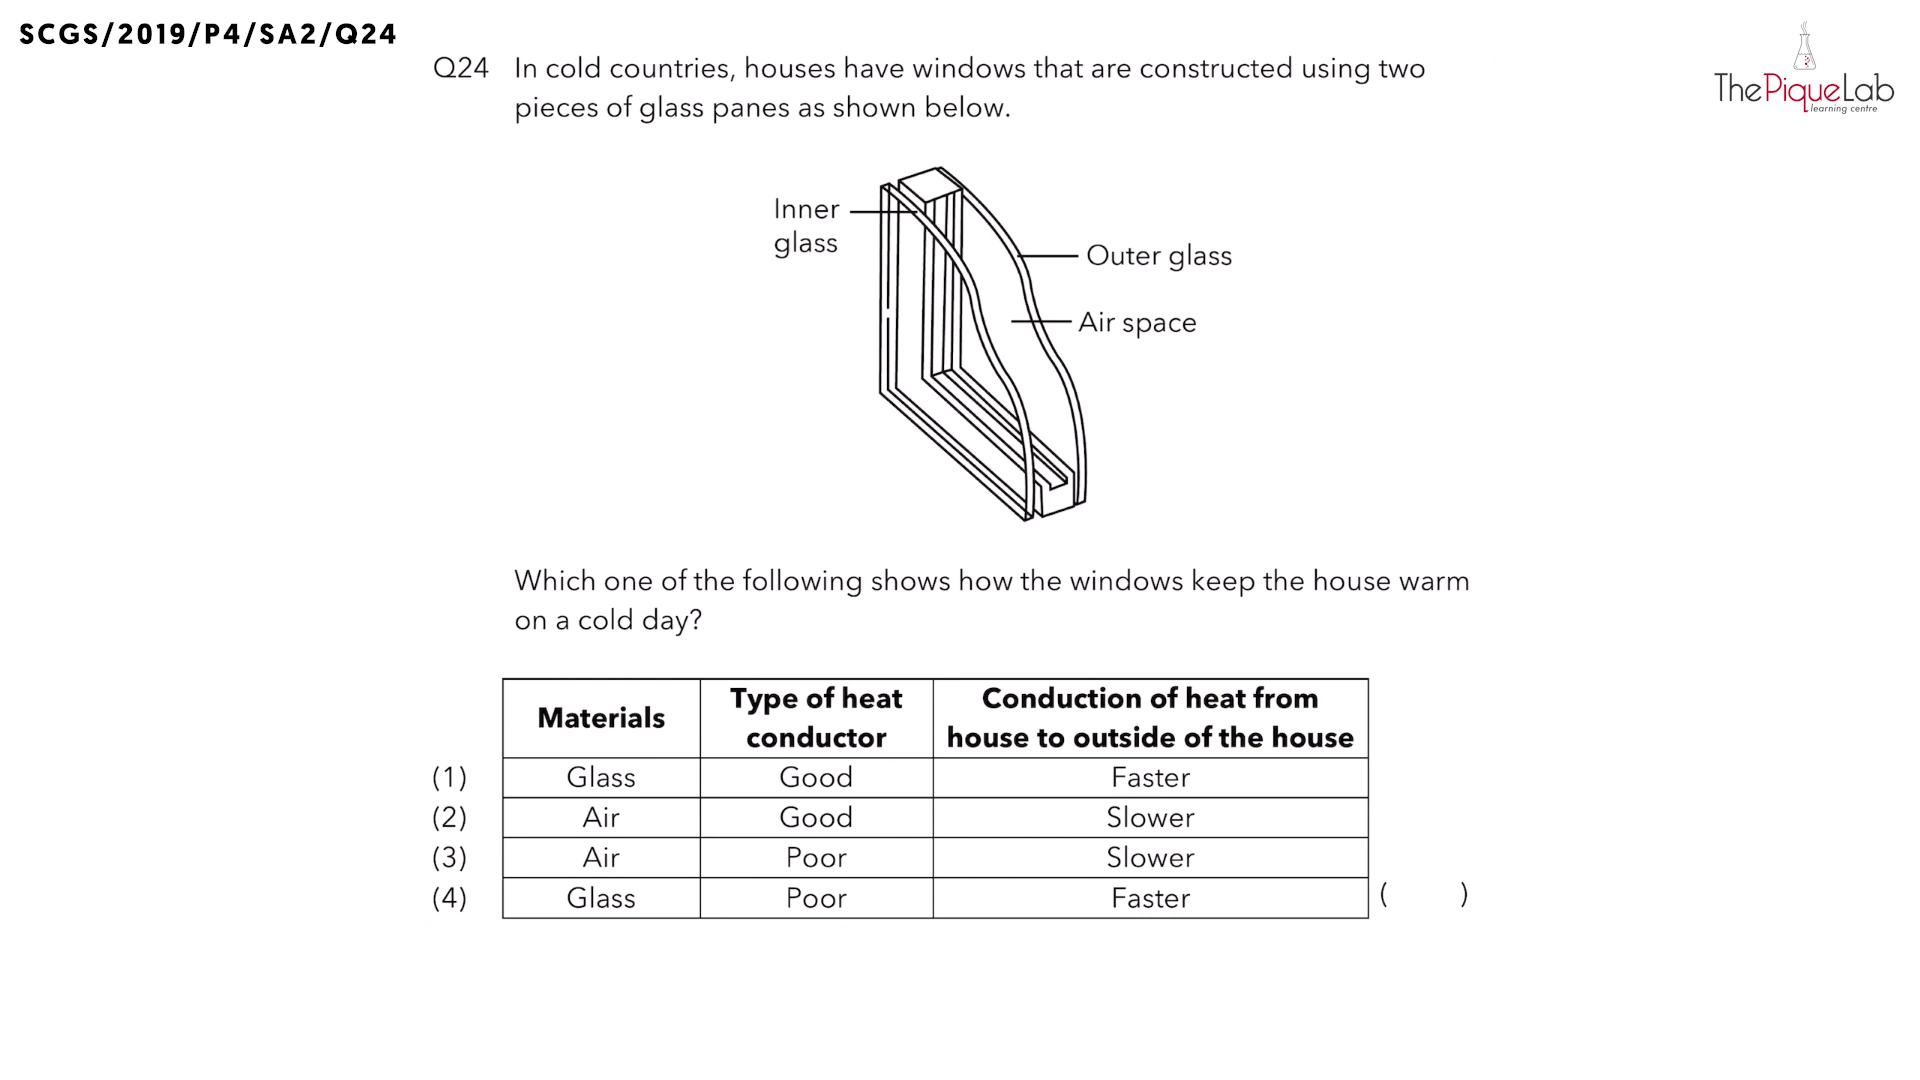 SCGS/2019/P4/SA2/Q24
ThePiqueLab
learning centre
Q24 In cold countries, houses have windows that are constructed using two
pieces of glass panes as shown below.
Inner
glass
Outer glass
Air space
Which one of the following shows how the windows keep the house warm
on a cold day?
Materials Type of heat conductor Conduction of heat from house to outside of the house
(1) Glass Good Faster
(2) Air Good Slower
(3) Air Poor Slower
(4) Glass Poor Faster ( )